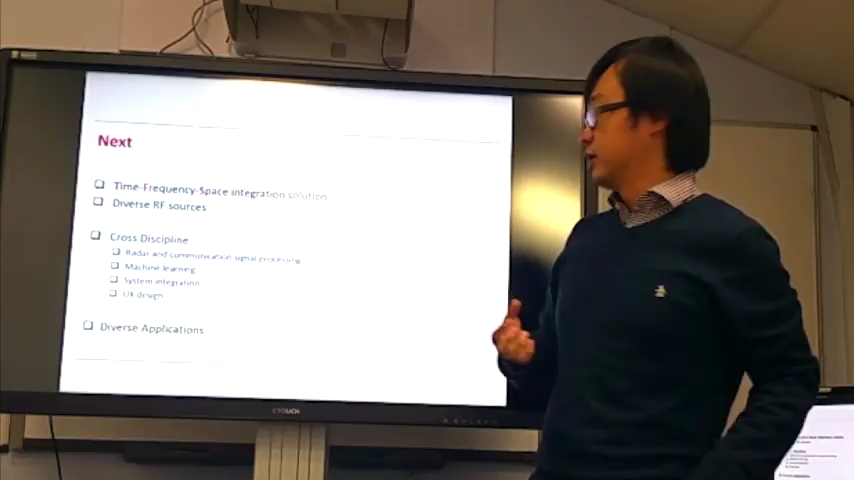 Next
Time-Frequency-Space integration solution
Diverse RF sources
Cross Discipline
Radar and communication signal processing
Machine learning
System integration
UX design
Diverse Applications
CTOUCH